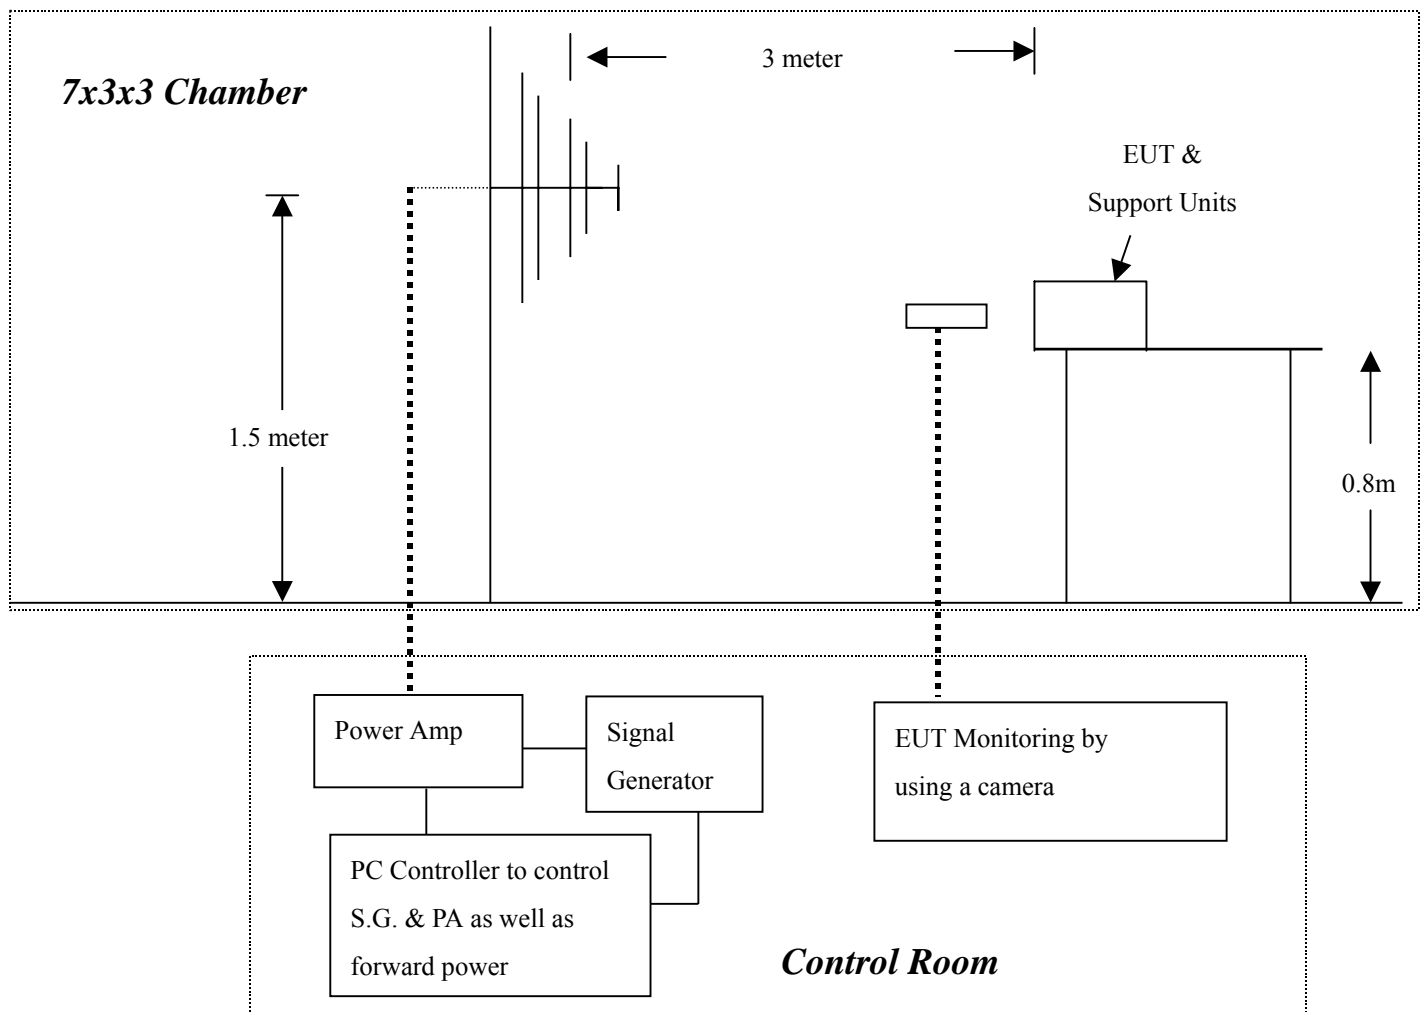 3 meter
7x3x3 Chamber
EUT &
Support Units
1.5 meter
0.8m
Power Amp
Signal
Generator
EUT Monitoring by
using a camera
PC Controller to control
S.G. & PA as well as
forward power
Control Room